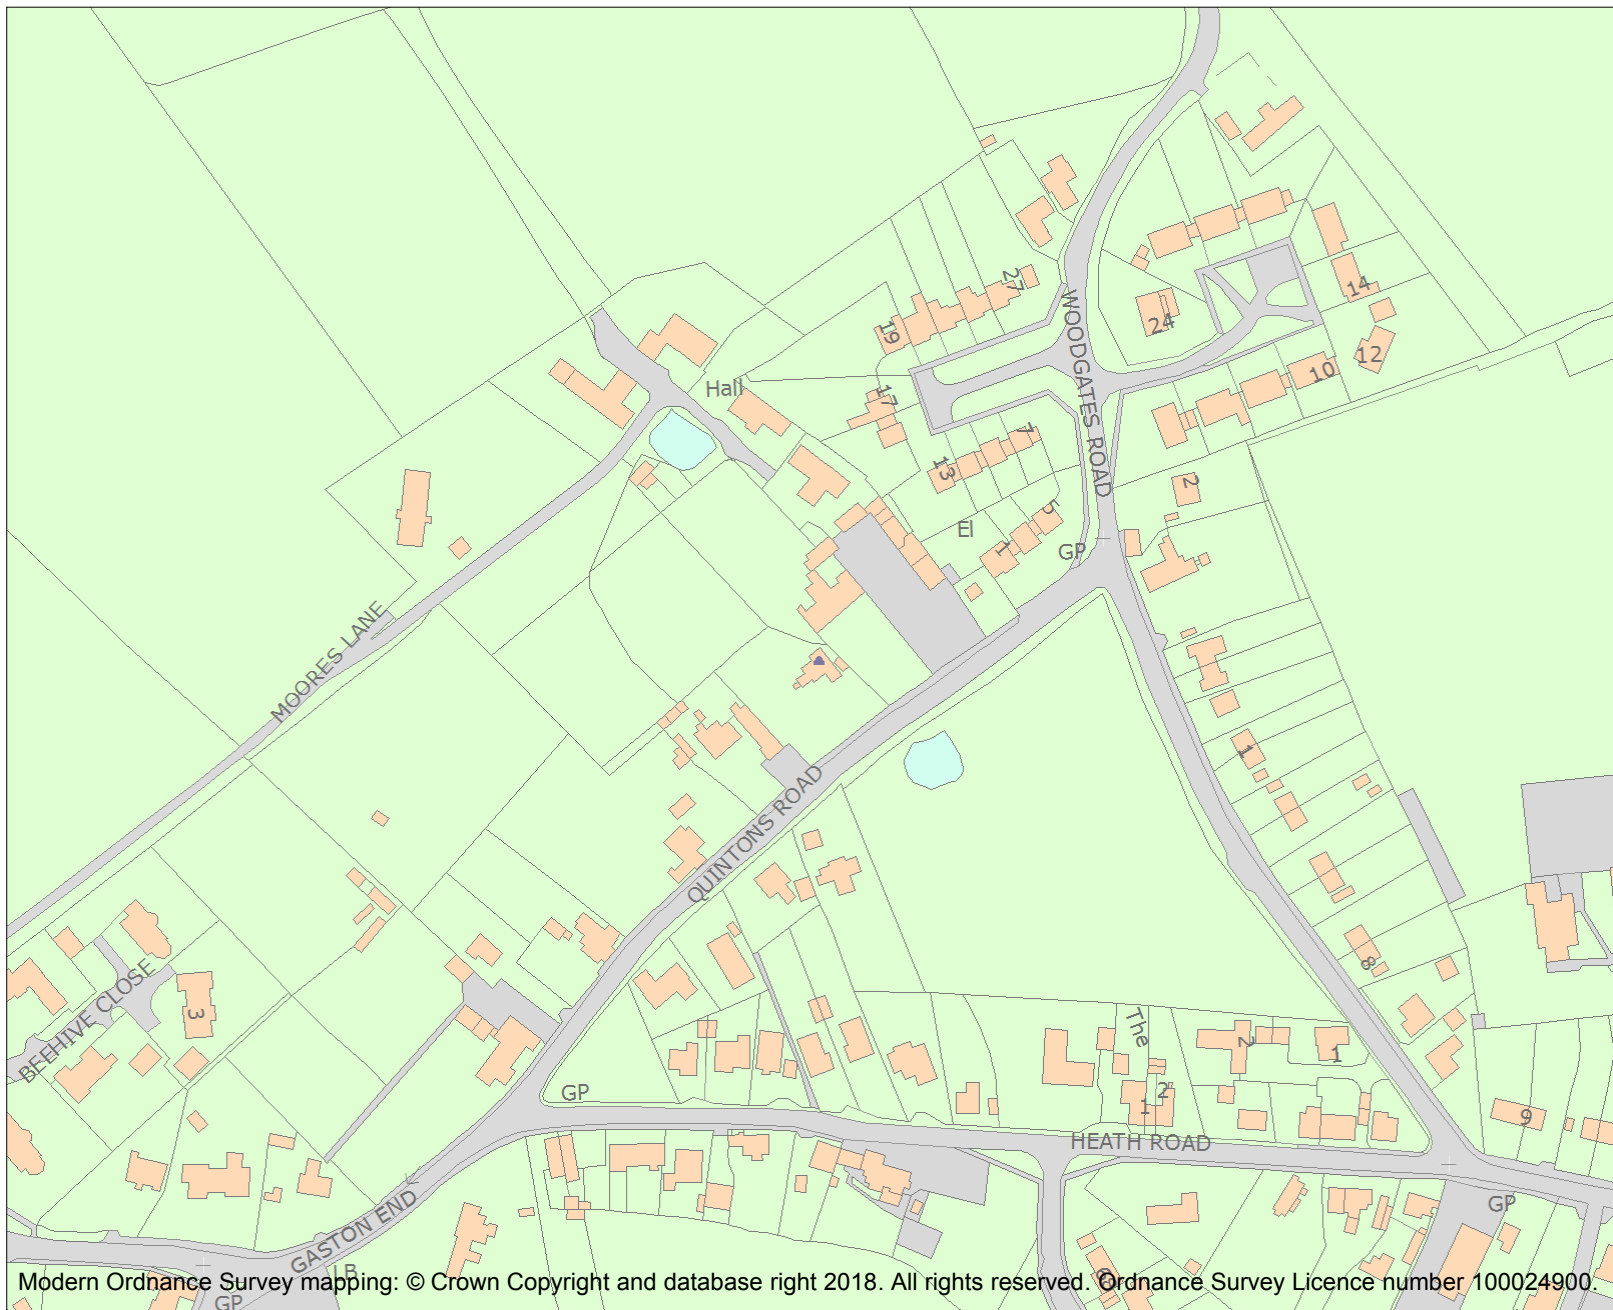 27
14
24
WOODGATES ROAD
19
12
10
Hall
17
7
13
2
5
El
1
GP
MOORES LANE
1
QUINTONS ROAD
8
BEEHIVE CLOSE
3
The
2
1
GP
2
1
9
HEATH ROAD
GASTON END
GP
LB
GP
Modern Ordnance Survey mapping: © Crown Copyright and database right 2018. All rights reserved. Ordnance Survey Licence number 100024900.